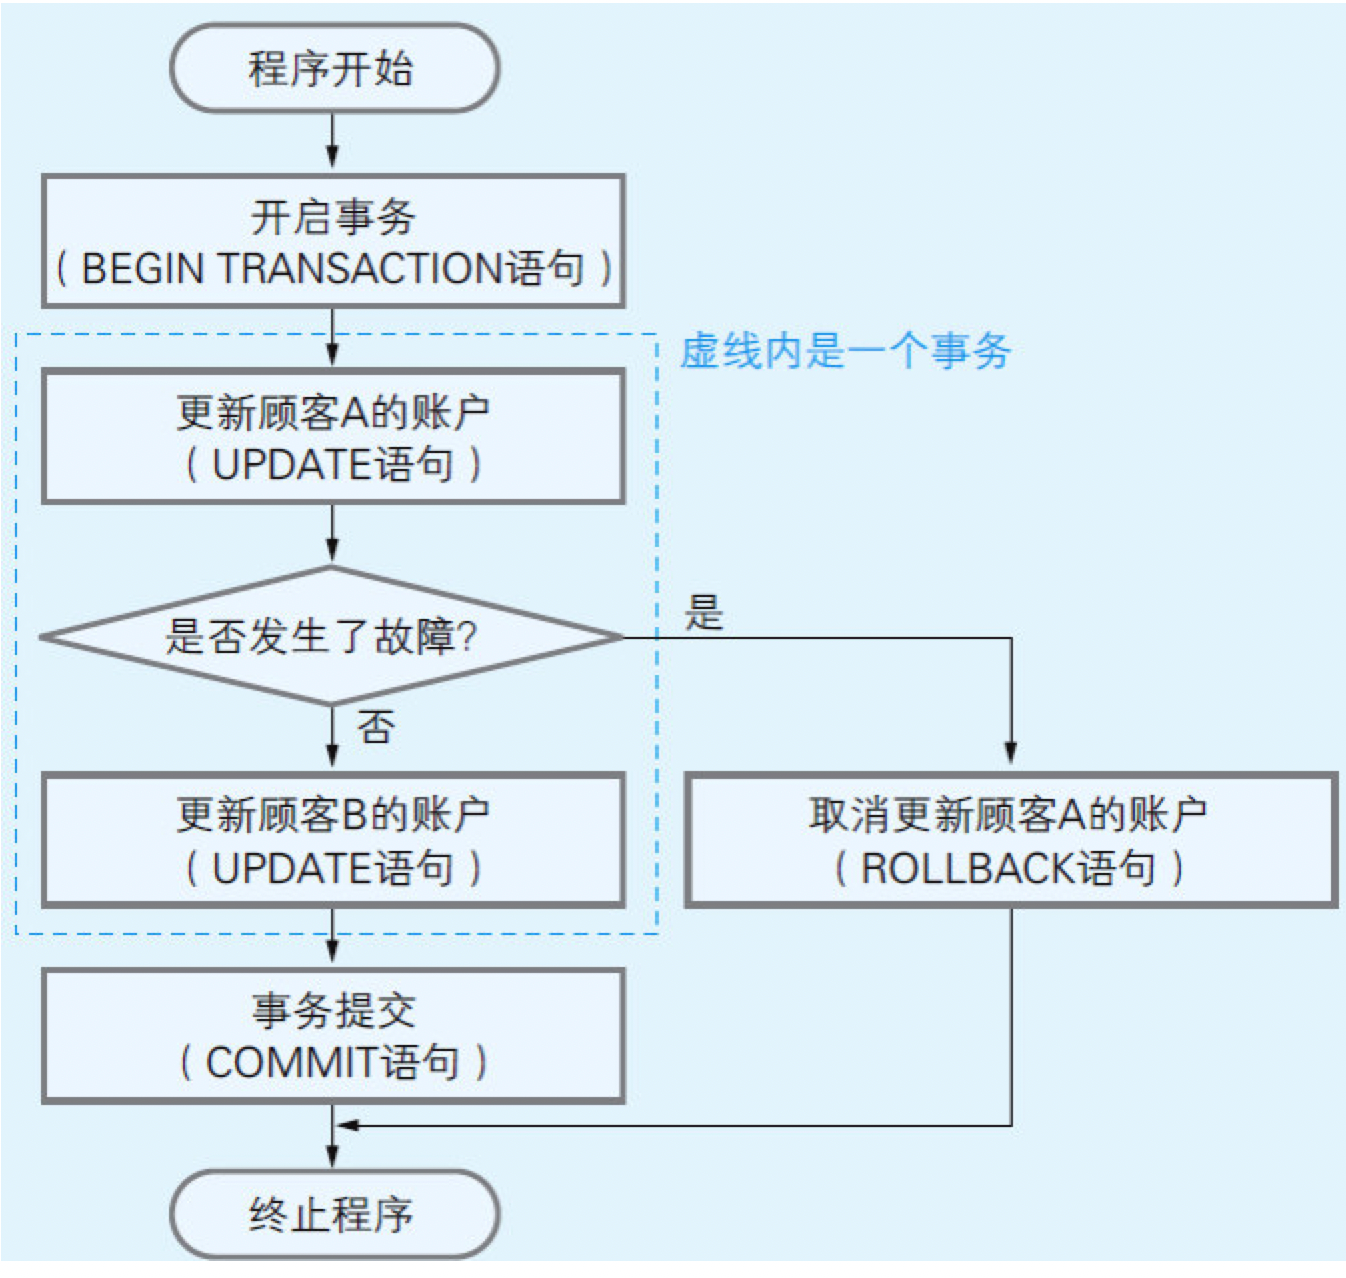 程序开始
开启事务
（BEGIN TRANSACTION语句）
虚线内是一个事务
更新顾客A的账户
（UPDATE语句）
是否发生了故障?
是
否
更新顾客B的账户
（UPDATE语句）
取消更新顾客A的账户
（ROLLBACK语句）
事务提交
（COMMIT语句）
终止程序